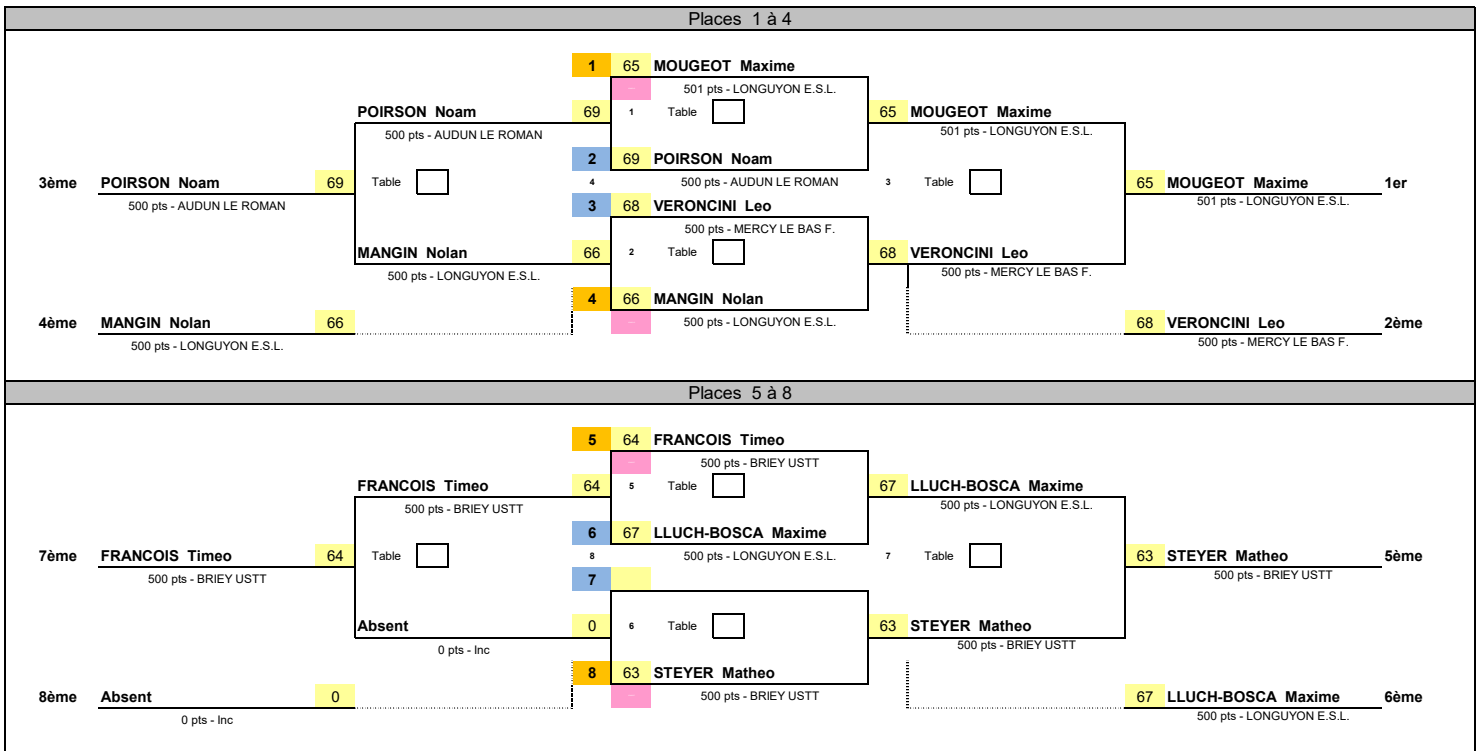 Places 1 à 4
1 65 MOUGEOT Maxime
501 pts - LONGUYON E.S.L.
POIRSON Noam 69 1 Table 65 MOUGEOT Maxime
500 pts - AUDUN LE ROMAN 501 pts - LONGUYON E.S.L.
2 69 POIRSON Noam
3ème POIRSON Noam 69 Table 4 500 pts - AUDUN LE ROMAN 3 Table 65 MOUGEOT Maxime 1er
500 pts - AUDUN LE ROMAN 3 68 VERONCINI Leo 501 pts - LONGUYON E.S.L.
500 pts - MERCY LE BAS F.
MANGIN Nolan 66 2 Table 68 VERONCINI Leo
500 pts - LONGUYON E.S.L. 500 pts - MERCY LE BAS F.
4 66 MANGIN Nolan
4ème MANGIN Nolan 66 500 pts - LONGUYON E.S.L. 68 VERONCINI Leo 2ème
500 pts - LONGUYON E.S.L. 500 pts - MERCY LE BAS F.
Places 5 à 8
5 64 FRANCOIS Timeo
500 pts - BRIEY USTT
FRANCOIS Timeo 64 5 Table 67 LLUCH-BOSCA Maxime
500 pts - BRIEY USTT 500 pts - LONGUYON E.S.L.
6 67 LLUCH-BOSCA Maxime
7ème FRANCOIS Timeo 64 Table 8 500 pts - LONGUYON E.S.L. 7 Table 63 STEYER Matheo 5ème
500 pts - BRIEY USTT 7 500 pts - BRIEY USTT
Absent 0 6 Table 63 STEYER Matheo
0 pts - Inc 500 pts - BRIEY USTT
8 63 STEYER Matheo
8ème Absent 0 500 pts - BRIEY USTT 67 LLUCH-BOSCA Maxime 6ème
0 pts - Inc 500 pts - LONGUYON E.S.L.